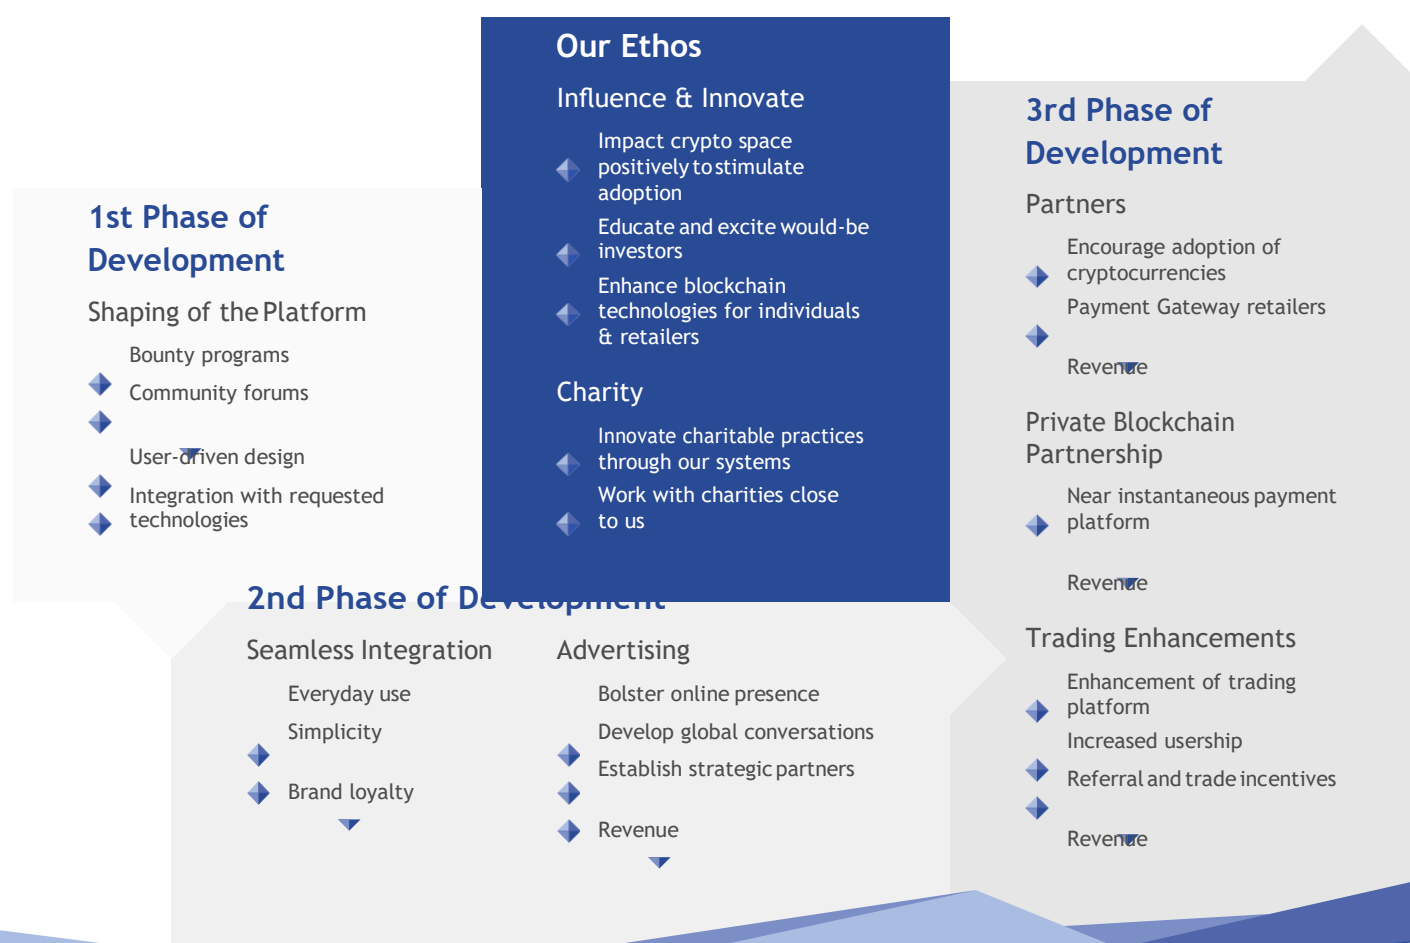 Our Ethos
Influence & Innovate
Impact crypto space
positively to stimulate
adoption
Educate and excite would-be
investors
Enhance blockchain
technologies for individuals
& retailers
Charity
Innovate charitable practices
through our systems
Work with charities close
to us
1st Phase of
Development
Shaping of the Platform
Bounty programs
Community forums
User-driven design
Integration with requested
technologies
2nd Phase of Development
Seamless Integration
Everyday use
Simplicity
Brand loyalty
Advertising
Bolster online presence
Develop global conversations
Establish strategic partners
Revenue
3rd Phase of
Development
Partners
Encourage adoption of
cryptocurrencies
Payment Gateway retailers
Revenue
Private Blockchain
Partnership
Near instantaneous payment
platform
Revenue
Trading Enhancements
Enhancement of trading
platform
Increased usership
Referral and trade incentives
Revenue